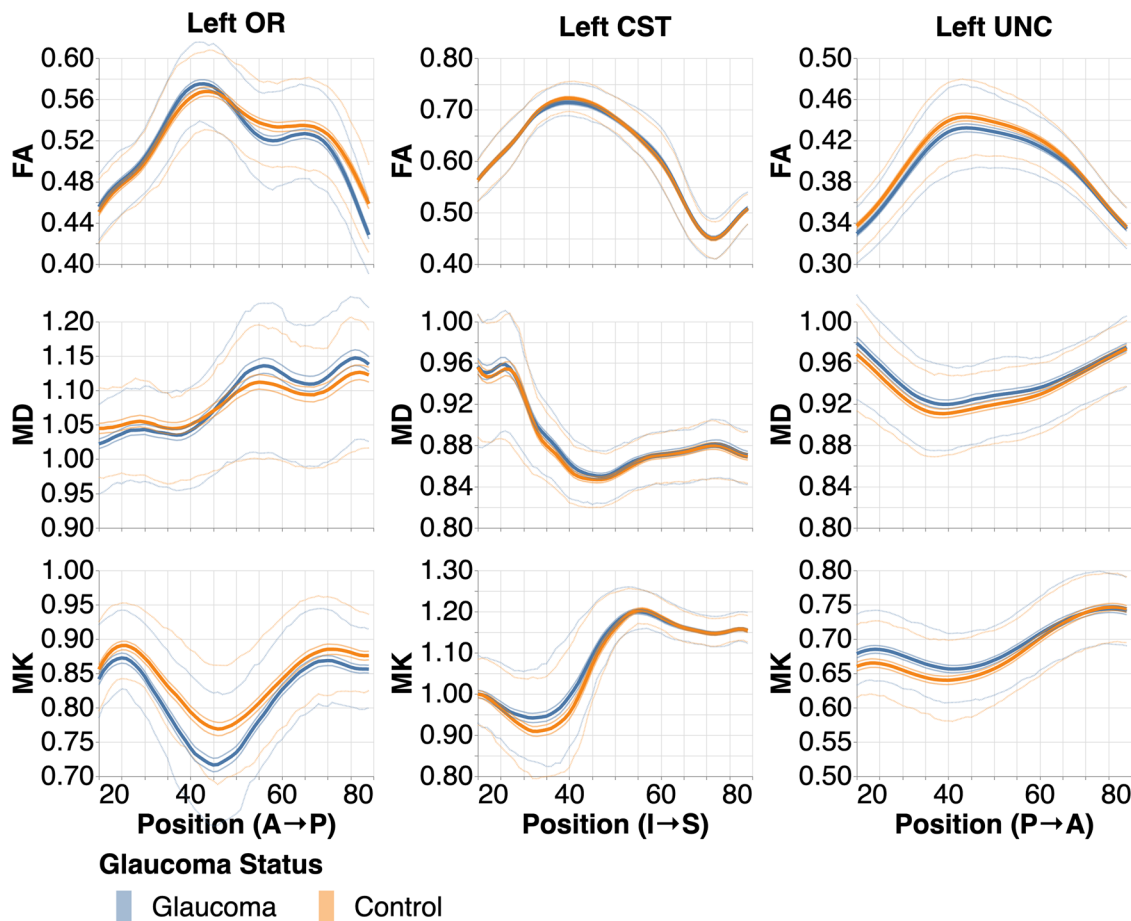 Left OR
Left CST
Left UNC
FA
0.60
0.56
0.52
0.48
0.44
0.40
FA
0.80
0.70
0.60
0.50
0.40
FA
0.50
0.46
0.42
0.38
0.34
0.30
MD
1.20
1.15
1.10
1.05
1.00
0.95
0.90
MD
1.00
0.96
0.92
0.88
0.84
0.80
MD
1.00
0.96
0.92
0.88
0.84
0.80
MK
1.00
0.95
0.90
0.85
0.80
0.75
0.70
MK
1.30
1.20
1.10
1.00
0.90
0.80
MK
0.80
0.75
0.70
0.65
0.60
0.55
0.50
20 40 60 80
20 40 60 80
20 40 60 80
Position (A→P)
Position (I→S)
Position (P→A)
Glaucoma Status
Glaucoma
Control